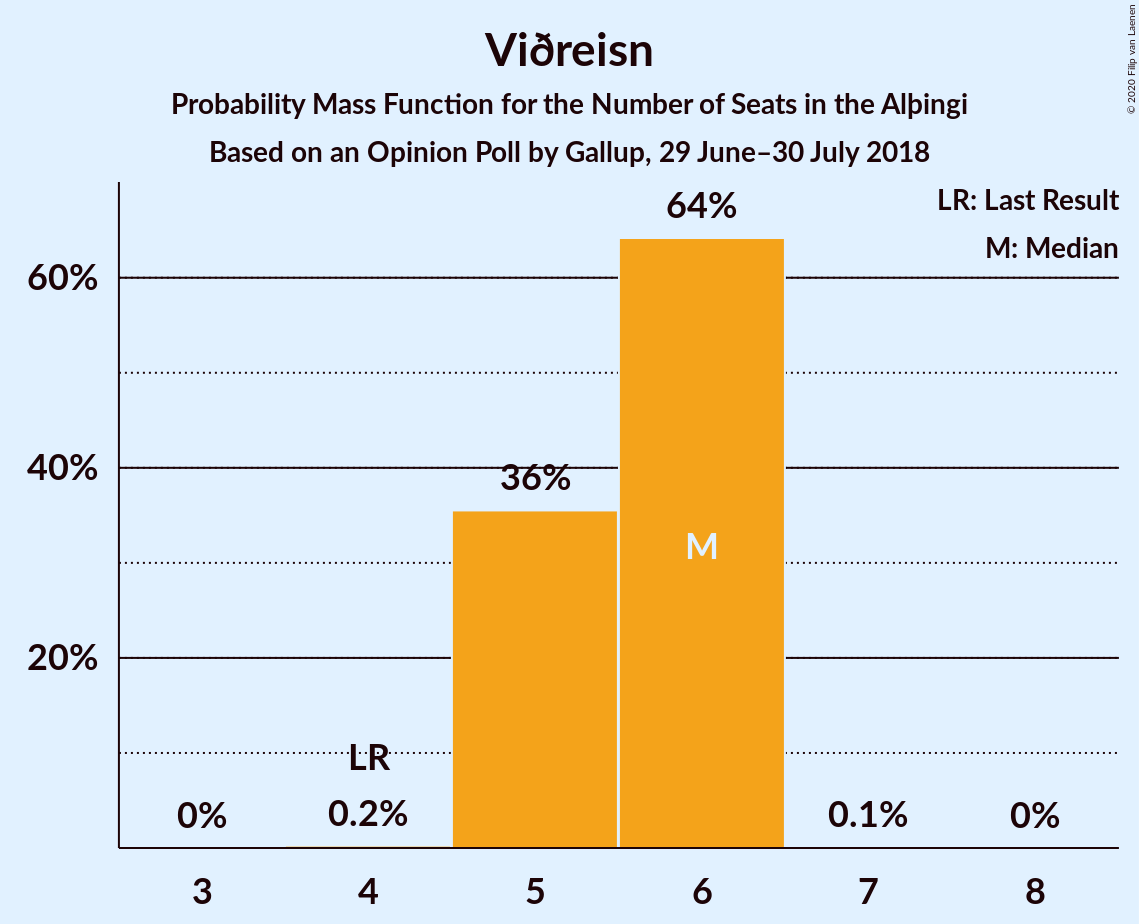 Viðreisn
Probability Mass Function for the Number of Seats in the Alþingi
Based on an Opinion Poll by Gallup, 29 June–30 July 2018
© 2020 Filip van Laenen
LR: Last Result
M: Median
60%
40%
20%
0%
LR
0.2%
36%
64%
M
0.1%
0%
3 4 5 6 7 8